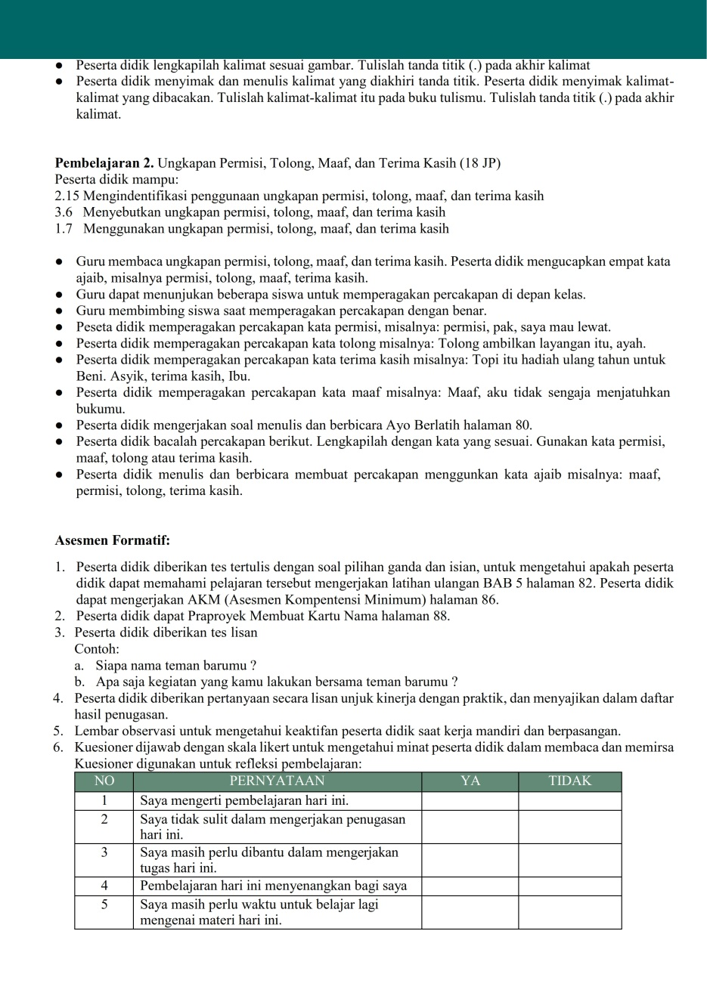 ● Peserta didik lengkapilah kalimat sesuai gambar. Tulislah tanda titik (.) pada akhir kalimat
● Peserta didik menyimak dan menulis kalimat yang diakhiri tanda titik. Peserta didik menyimak kalimat-
kalimat yang dibacakan. Tulislah kalimat-kalimat itu pada buku tulismu. Tulislah tanda titik (.) pada akhir
kalimat.
Pembelajaran 2. Ungkapan Permisi, Tolong, Maaf, dan Terima Kasih (18 JP)
Peserta didik mampu:
2.15 Mengindentifikasi penggunaan ungkapan permisi, tolong, maaf, dan terima kasih
3.6 Menyebutkan ungkapan permisi, tolong, maaf, dan terima kasih
1.7 Menggunakan ungkapan permisi, tolong, maaf, dan terima kasih
● Guru membaca ungkapan permisi, tolong, maaf, dan terima kasih. Peserta didik mengucapkan empat kata
ajaib, misalnya permisi, tolong, maaf, terima kasih.
● Guru dapat menunjukan beberapa siswa untuk memperagakan percakapan di depan kelas.
● Guru membimbing siswa saat memperagakan percakapan dengan benar.
● Peseta didik memperagakan percakapan kata permisi, misalnya: permisi, pak, saya mau lewat.
● Peserta didik memperagakan percakapan kata tolong misalnya: Tolong ambilkan layangan itu, ayah.
● Peserta didik memperagakan percakapan kata terima kasih misalnya: Topi itu hadiah ulang tahun untuk
Beni. Asyik, terima kasih, Ibu.
● Peserta didik memperagakan percakapan kata maaf misalnya: Maaf, aku tidak sengaja menjatuhkan
bukumu.
● Peserta didik mengerjakan soal menulis dan berbicara Ayo Berlatih halaman 80.
● Peserta didik bacalah percakapan berikut. Lengkapilah dengan kata yang sesuai. Gunakan kata permisi,
maaf, tolong atau terima kasih.
● Peserta didik menulis dan berbicara membuat percakapan menggunkan kata ajaib misalnya: maaf,
permisi, tolong, terima kasih.
Asesmen Formatif:
1. Peserta didik diberikan tes tertulis dengan soal pilihan ganda dan isian, untuk mengetahui apakah peserta
didik dapat memahami pelajaran tersebut mengerjakan latihan ulangan BAB 5 halaman 82. Peserta didik
dapat mengerjakan AKM (Asesmen Kompentensi Minimum) halaman 86.
2. Peserta didik dapat Praproyek Membuat Kartu Nama halaman 88.
3. Peserta didik diberikan tes lisan
Contoh:
a. Siapa nama teman barumu ?
b. Apa saja kegiatan yang kamu lakukan bersama teman barumu ?
4. Peserta didik diberikan pertanyaan secara lisan unjuk kinerja dengan praktik, dan menyajikan dalam daftar
hasil penugasan.
5. Lembar observasi untuk mengetahui keaktifan peserta didik saat kerja mandiri dan berpasangan.
6. Kuesioner dijawab dengan skala likert untuk mengetahui minat peserta didik dalam membaca dan memirsa
Kuesioner digunakan untuk refleksi pembelajaran:
NO PERNYATAAN YA TIDAK
1 Saya mengerti pembelajaran hari ini.
2 Saya tidak sulit dalam mengerjakan penugasan
hari ini.
3 Saya masih perlu dibantu dalam mengerjakan
tugas hari ini.
4 Pembelajaran hari ini menyenangkan bagi saya
5 Saya masih perlu waktu untuk belajar lagi
mengenai materi hari ini.